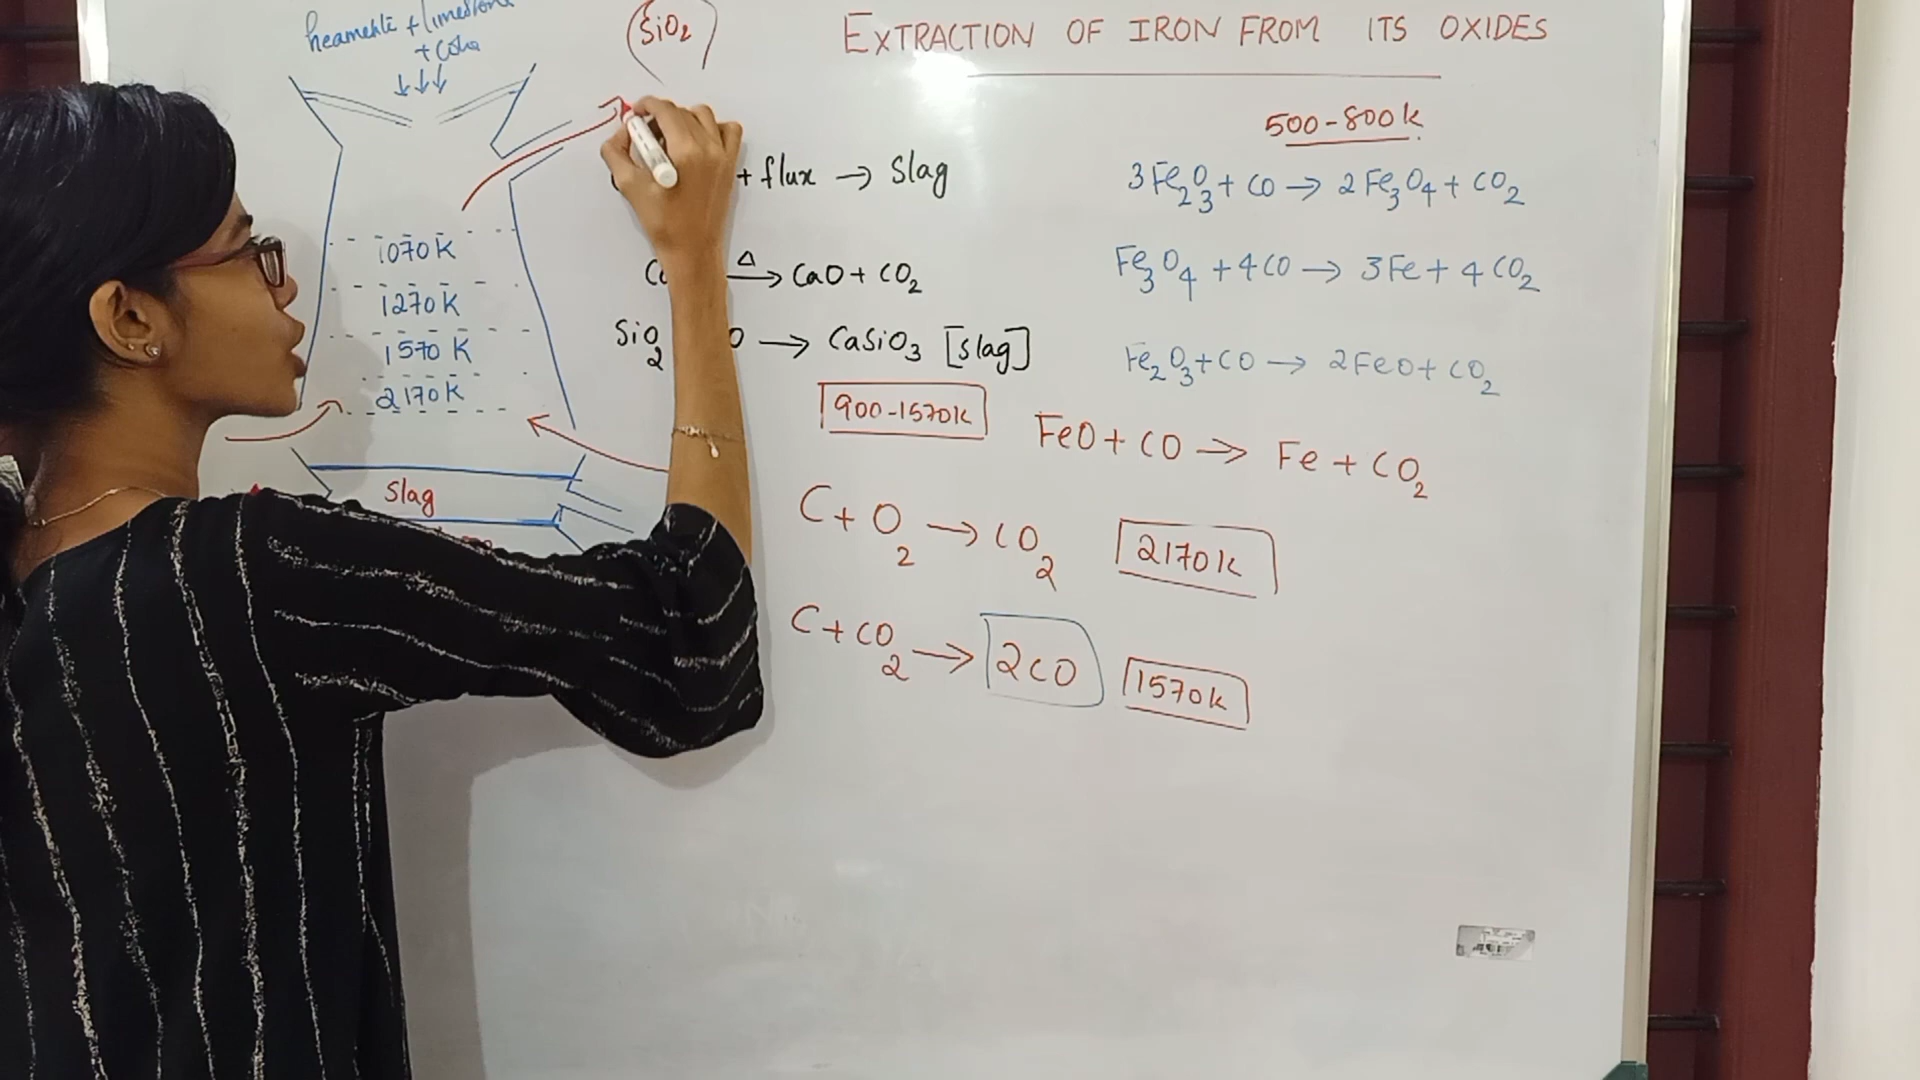 EXTRACTION OF IRON FROM ITS OXIDES
heamehte + limestone
+ coke
(SiO2)
+ flux → Slag
CaO + CO2
SiO2 → CaSiO3 [slag]
1070 K
1270 K
1570 K
2170 K
Slag
500-800K
3Fe2O3 + CO → 2Fe3O4 + CO2
Fe3O4 + 4CO → 3Fe + 4CO2
Fe2O3 + CO → 2FeO + CO2
900-1570K
FeO + CO → Fe + CO2
C + O2 → CO2 2170K
C + CO2 → 2CO 1570K